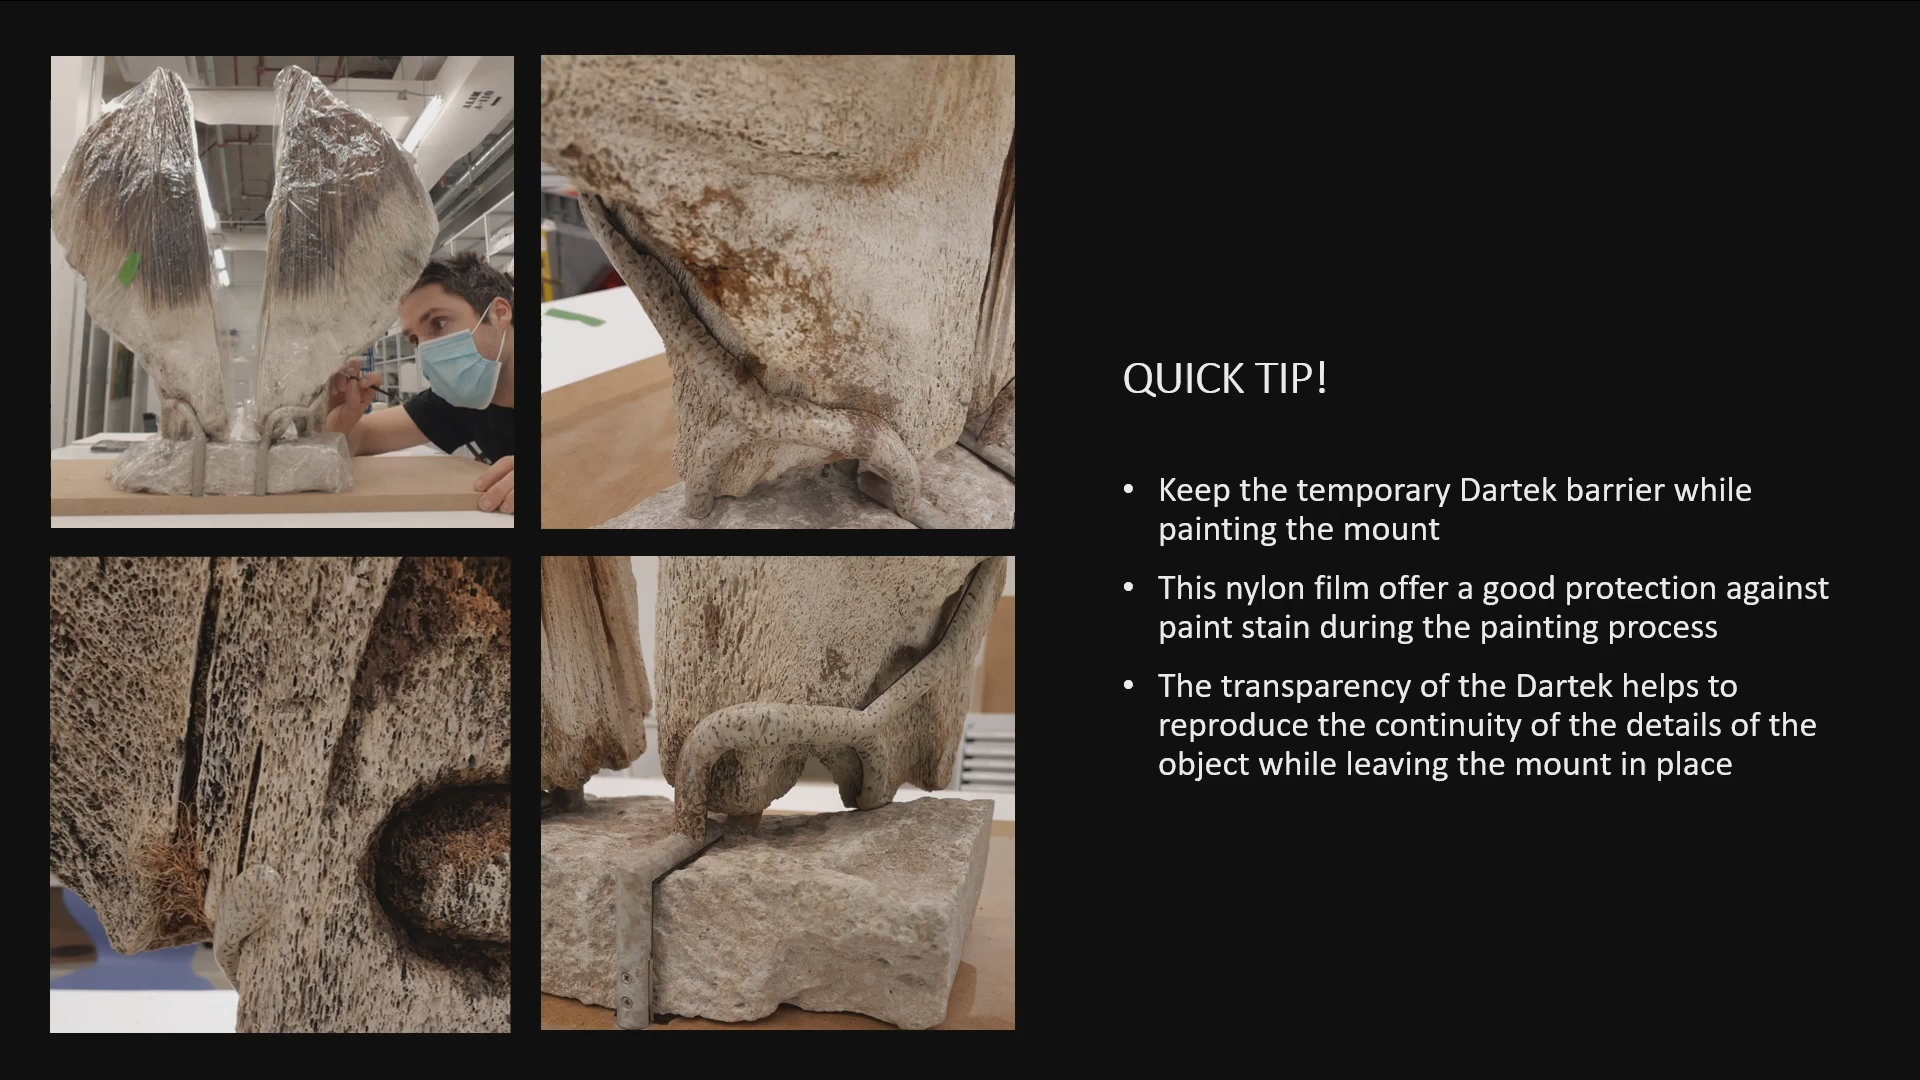 QUICK TIP!
• Keep the temporary Dartek barrier while
painting the mount
• This nylon film offer a good protection against
paint stain during the painting process
• The transparency of the Dartek helps to
reproduce the continuity of the details of the
object while leaving the mount in place